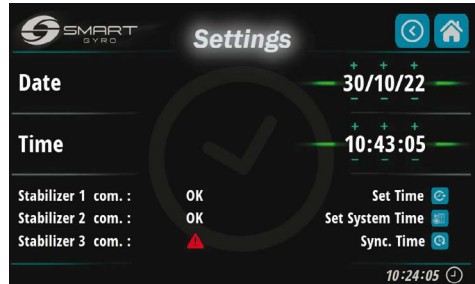 SMART
GYRO
Settings
Date
30/10/22
Time
10:43:05
Stabilizer 1 com. : OK
Set Time
Stabilizer 2 com. : OK
Set System Time
Stabilizer 3 com. :
Sync. Time
10:24:05